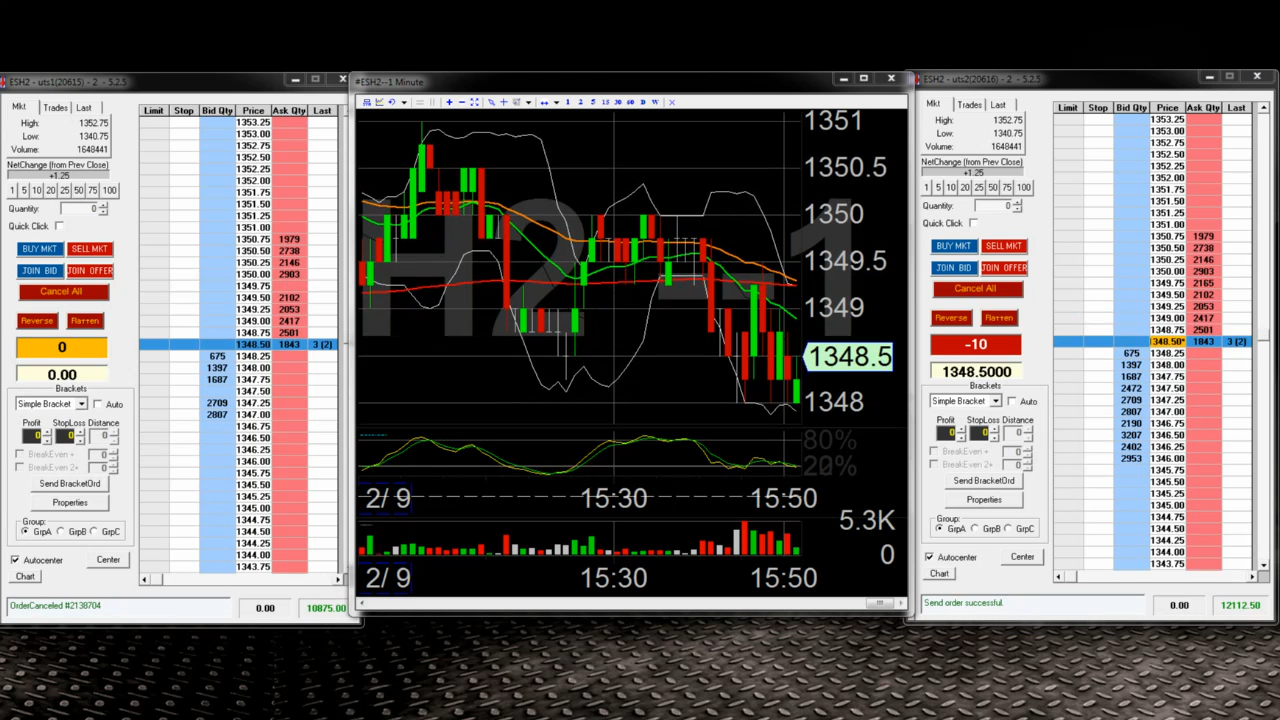 ESH2 - uts1(20615) - 2 - 5.2.5
Mkt Trades Last
High: 1352.75
Low: 1340.75
Volume: 1648441
NetChange (from Prev Close)
+1.25
1 5 10 20 25 50 75 100
Quantity: 0
Quick Click
BUY MKT SELL MKT
JOIN BID JOIN OFFER
Cancel All
Reverse Flatten
0
0.00
Brackets
Simple Bracket Auto
Profit StopLoss Distance
0 0 0
BreakEven + 0
BreakEven 2+ 0
Send BracketOrd
Properties
Group:
GrpA GrpB GrpC
Autocenter Center
Chart
OrderCanceled #2138704 0.00 10875.00
Limit Stop Bid Qty Price Ask Qty Last
1353.25
1353.00
1352.75
1352.50
1352.25
1352.00
1351.75
1351.50
1351.25
1351.00
1350.75 1979
1350.50 2738
1350.25 2146
1350.00 2903
1349.75
1349.50 2102
1349.25 2053
1349.00 2417
1348.75 2501
1348.50 1843 3 (2)
675 1348.25
1397 1348.00
1687 1347.75
1347.50
2709 1347.25
2807 1347.00
1346.75
1346.50
1346.25
1346.00
1345.75
1345.50
1345.25
1345.00
1344.75
1344.50
1344.25
1344.00
1343.75
#ESH2--1 Minute
1 2 5 15 30 60 D W
1351
1350.5
1350
1349.5
1349
1348.5
1348
80%
20%
2/ 9 15:30 15:50
5.3K
0
2/ 9 15:30 15:50
ESH2 - uts2(20616) - 2 - 5.2.5
Mkt Trades Last
High: 1352.75
Low: 1340.75
Volume: 1648441
NetChange (from Prev Close)
+1.25
1 5 10 20 25 50 75 100
Quantity: 0
Quick Click
BUY MKT SELL MKT
JOIN BID JOIN OFFER
Cancel All
Reverse Flatten
-10
1348.5000
Brackets
Simple Bracket Auto
Profit StopLoss Distance
0 0 0
BreakEven + 0
BreakEven 2+ 0
Send BracketOrd
Properties
Group:
GrpA GrpB GrpC
Autocenter Center
Chart
Send order successful. 0.00 12112.50
Limit Stop Bid Qty Price Ask Qty Last
1353.25
1353.00
1352.75
1352.50
1352.25
1352.00
1351.75
1351.50
1351.25
1351.00
1350.75 1979
1350.50 2738
1350.25 2146
1350.00 2903
1349.75 2165
1349.50 2102
1349.25 2053
1349.00 2417
1348.75 2501
1348.50* 1843 3 (2)
675 1348.25
1397 1348.00
1687 1347.75
2472 1347.50
2709 1347.25
2807 1347.00
2190 1346.75
3207 1346.50
2402 1346.25
2953 1346.00
1345.75
1345.50
1345.25
1345.00
1344.75
1344.50
1344.25
1344.00
1343.75